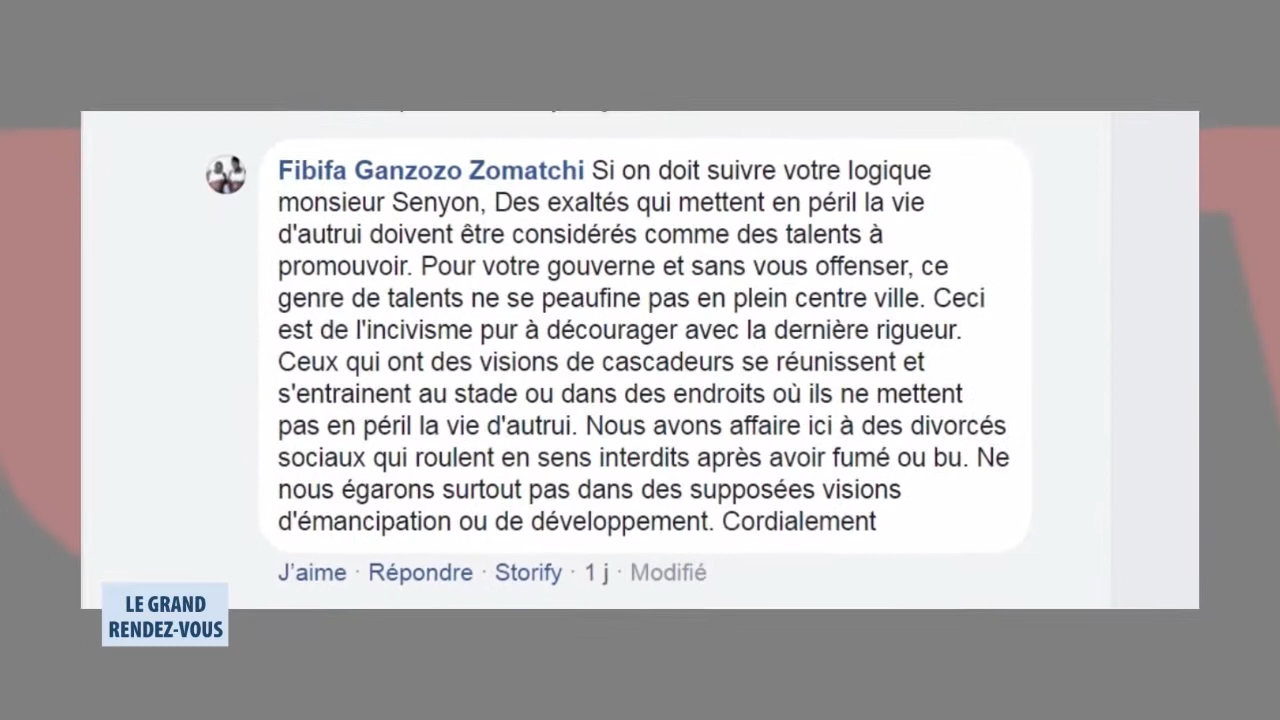 Fibifa Ganzozo Zomatchi Si on doit suivre votre logique
monsieur Senyon, Des exaltés qui mettent en péril la vie
d'autrui doivent être considérés comme des talents à
promouvoir. Pour votre gouverne et sans vous offenser, ce
genre de talents ne se peaufine pas en plein centre ville. Ceci
est de l'incivisme pur à décourager avec la dernière rigueur.
Ceux qui ont des visions de cascadeurs se réunissent et
s'entrainent au stade ou dans des endroits où ils ne mettent
pas en péril la vie d'autrui. Nous avons affaire ici à des divorcés
sociaux qui roulent en sens interdits après avoir fumé ou bu. Ne
nous égarons surtout pas dans des supposées visions
d'émancipation ou de développement. Cordialement
J'aime · Répondre · Storify · 1 j · Modifié
LE GRAND
RENDEZ-VOUS